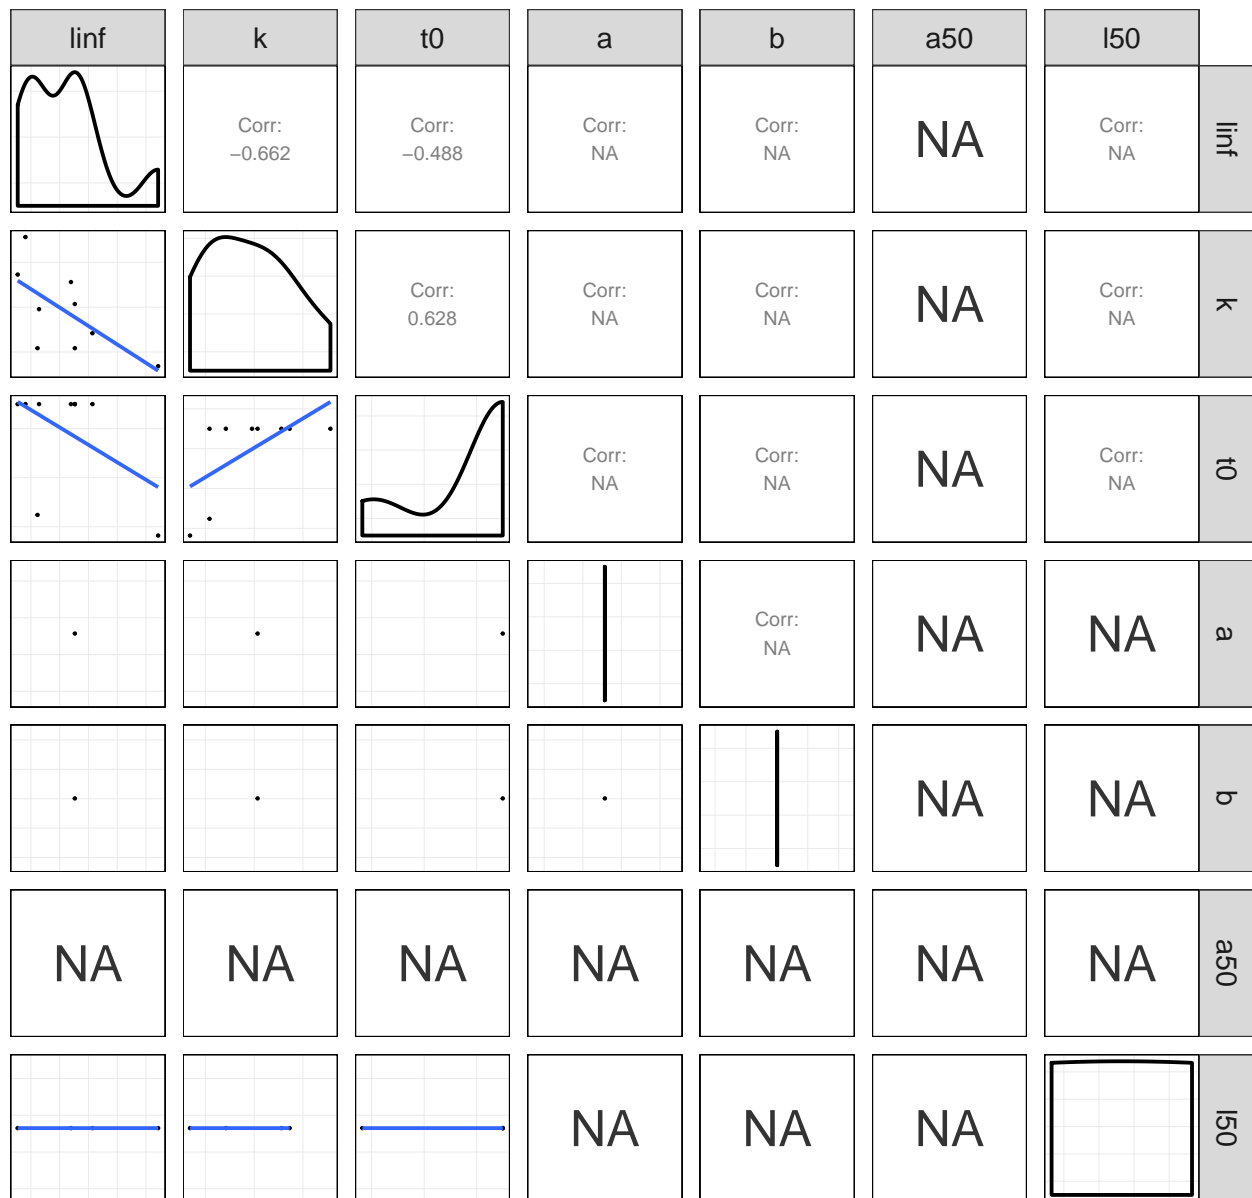 linf k t0 a b a50 l50
Corr: Corr: Corr: Corr: NA Corr: linf
−0.662 −0.488 NA NA NA
Corr: Corr: Corr: NA Corr: k
0.628 NA NA NA
Corr: Corr: NA Corr: t0
NA NA NA
Corr: NA NA a
NA
NA NA b
NA NA NA NA NA NA NA a50
NA NA NA l50